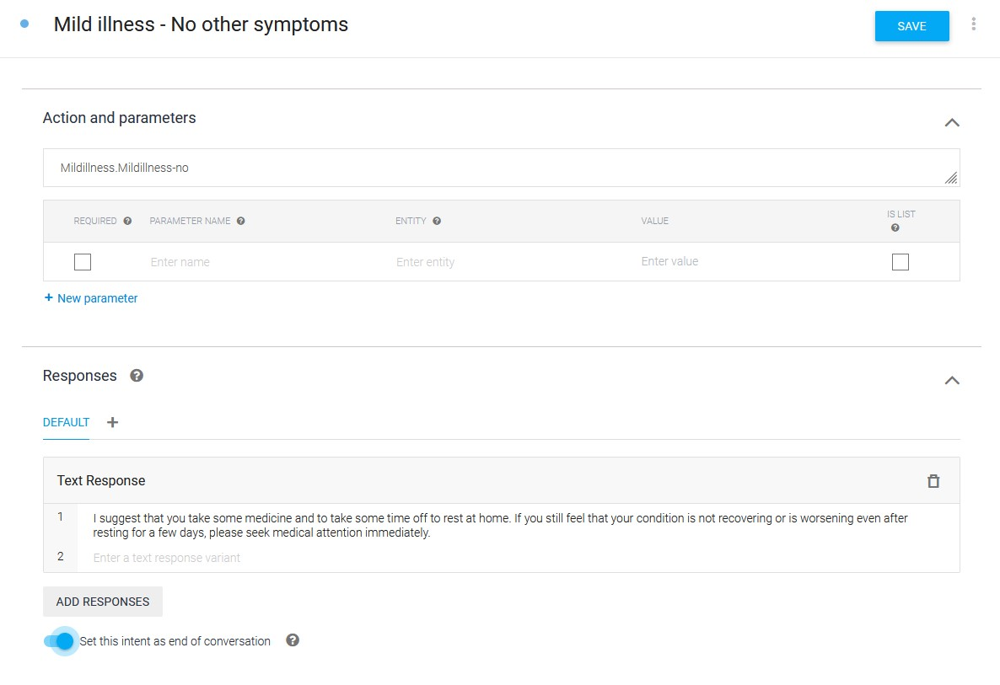 Mild illness - No other symptoms
SAVE
Action and parameters
Mildillness.Mildillness-no
REQUIRED
PARAMETER NAME
ENTITY
VALUE
IS LIST
Enter name
Enter entity
Enter value
+ New parameter
Responses
DEFAULT +
Text Response
1
I suggest that you take some medicine and to take some time off to rest at home. If you still feel that your condition is not recovering or is worsening even after
resting for a few days, please seek medical attention immediately.
2
Enter a text response variant
ADD RESPONSES
Set this intent as end of conversation